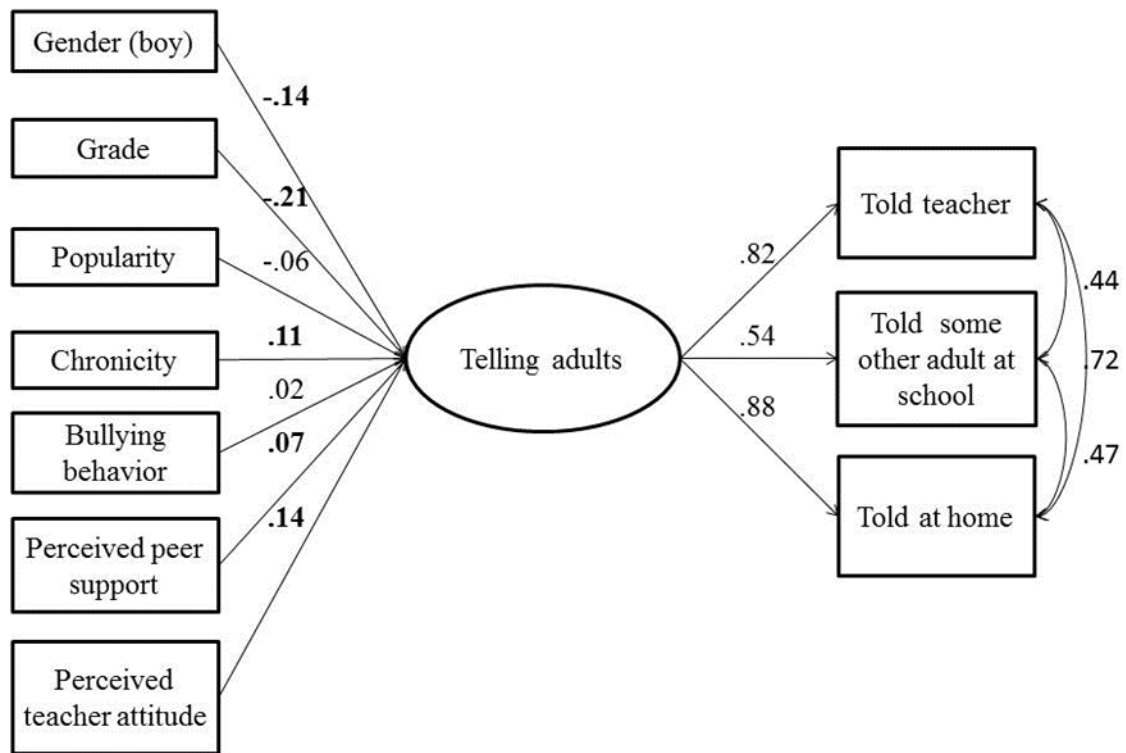 Gender (boy)
Grade
Popularity
Chronicity
Bullying
behavior
Perceived peer
support
Perceived
teacher attitude
-.14
-.21
-.06
.11
.02
.07
.14
Telling adults
.82
.54
.88
Told teacher
Told some
other adult at
school
Told at home
.44
.72
.47